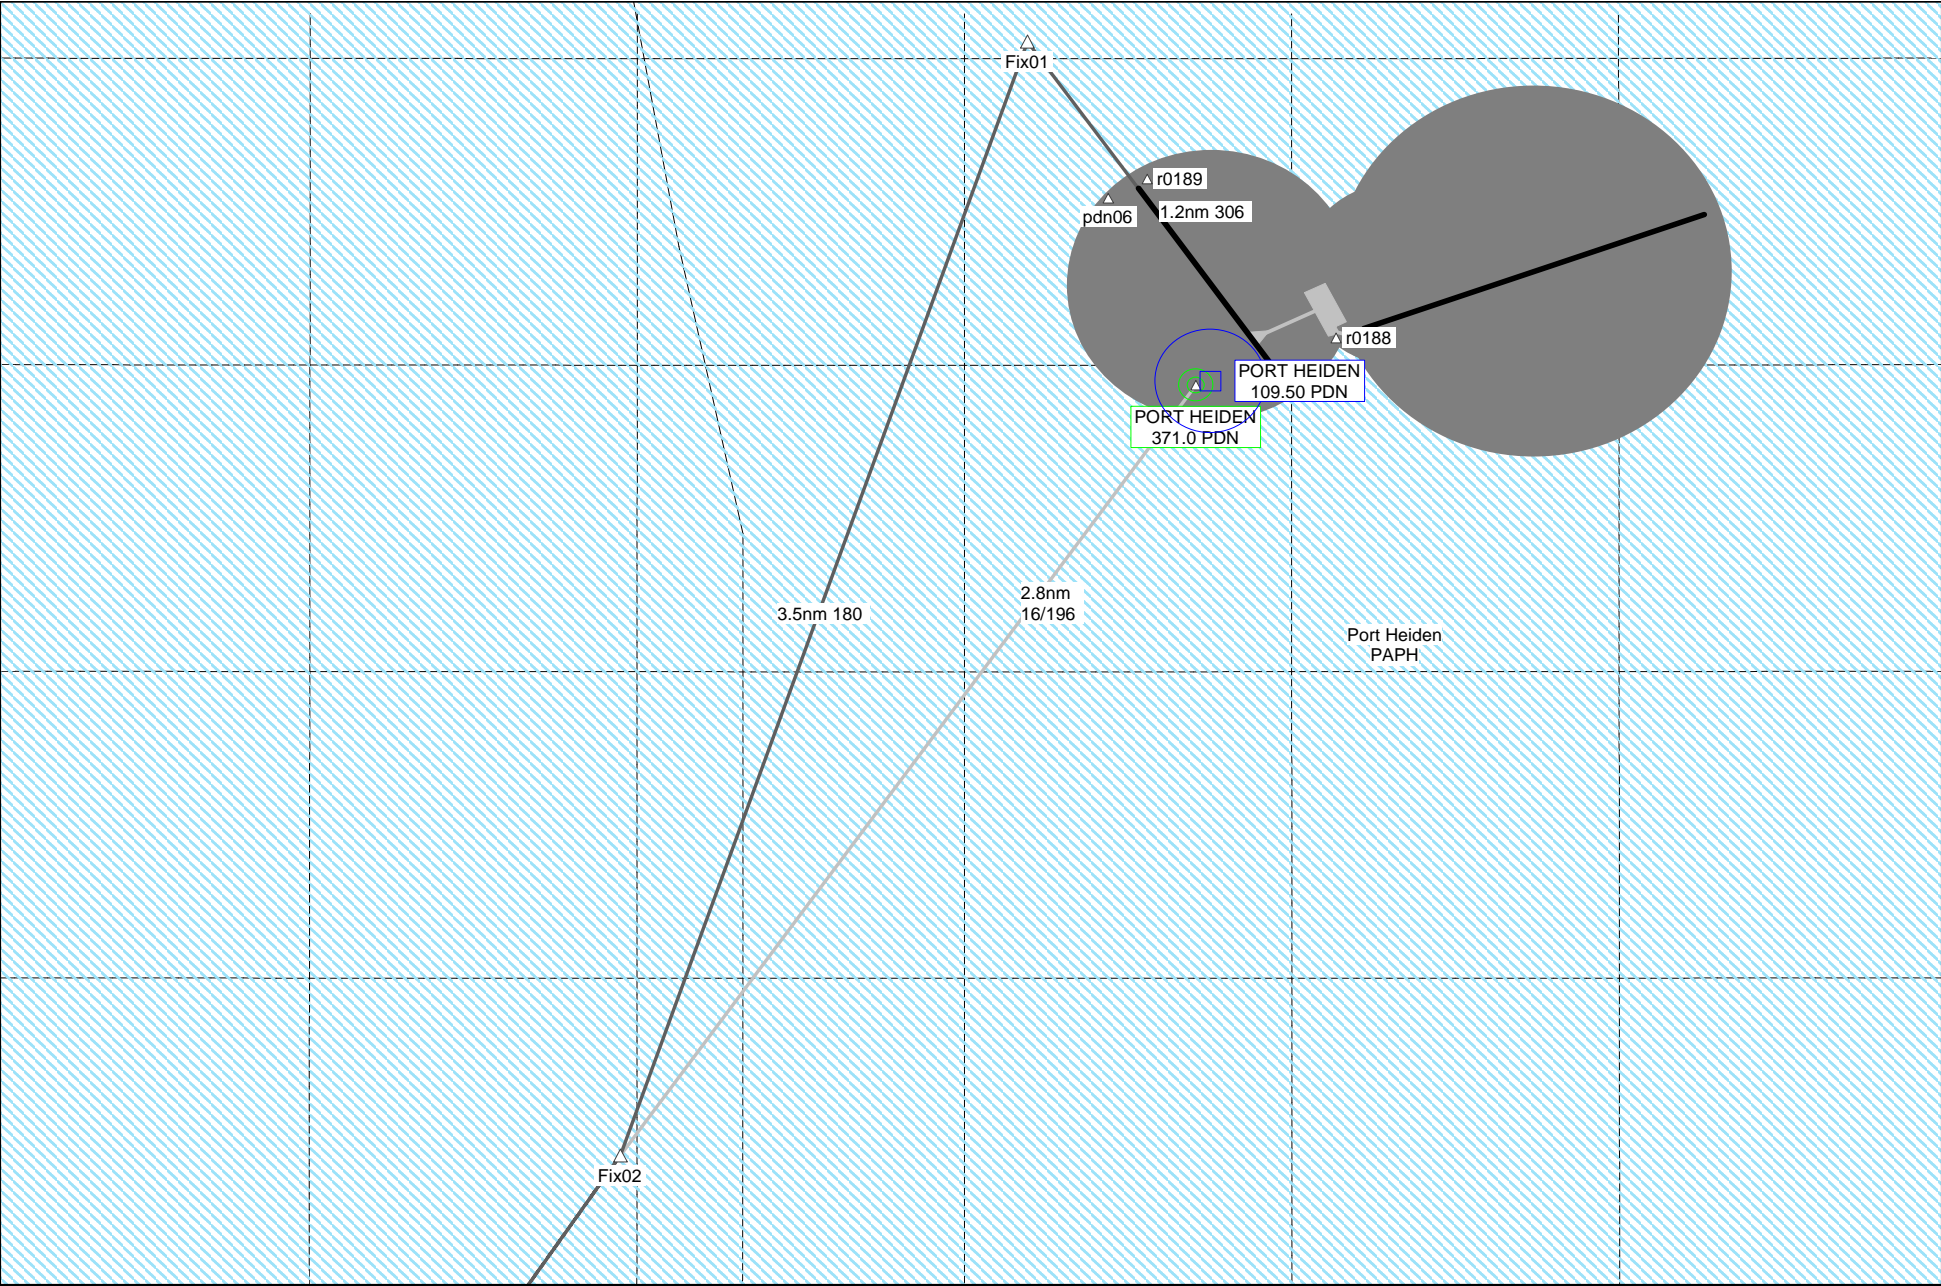 Fix01
r0189
pdn06
1.2nm 306
r0188
PORT HEIDEN
109.50 PDN
PORT HEIDEN
371.0 PDN
2.8nm
16/196
3.5nm 180
Port Heiden
PAPH
Fix02